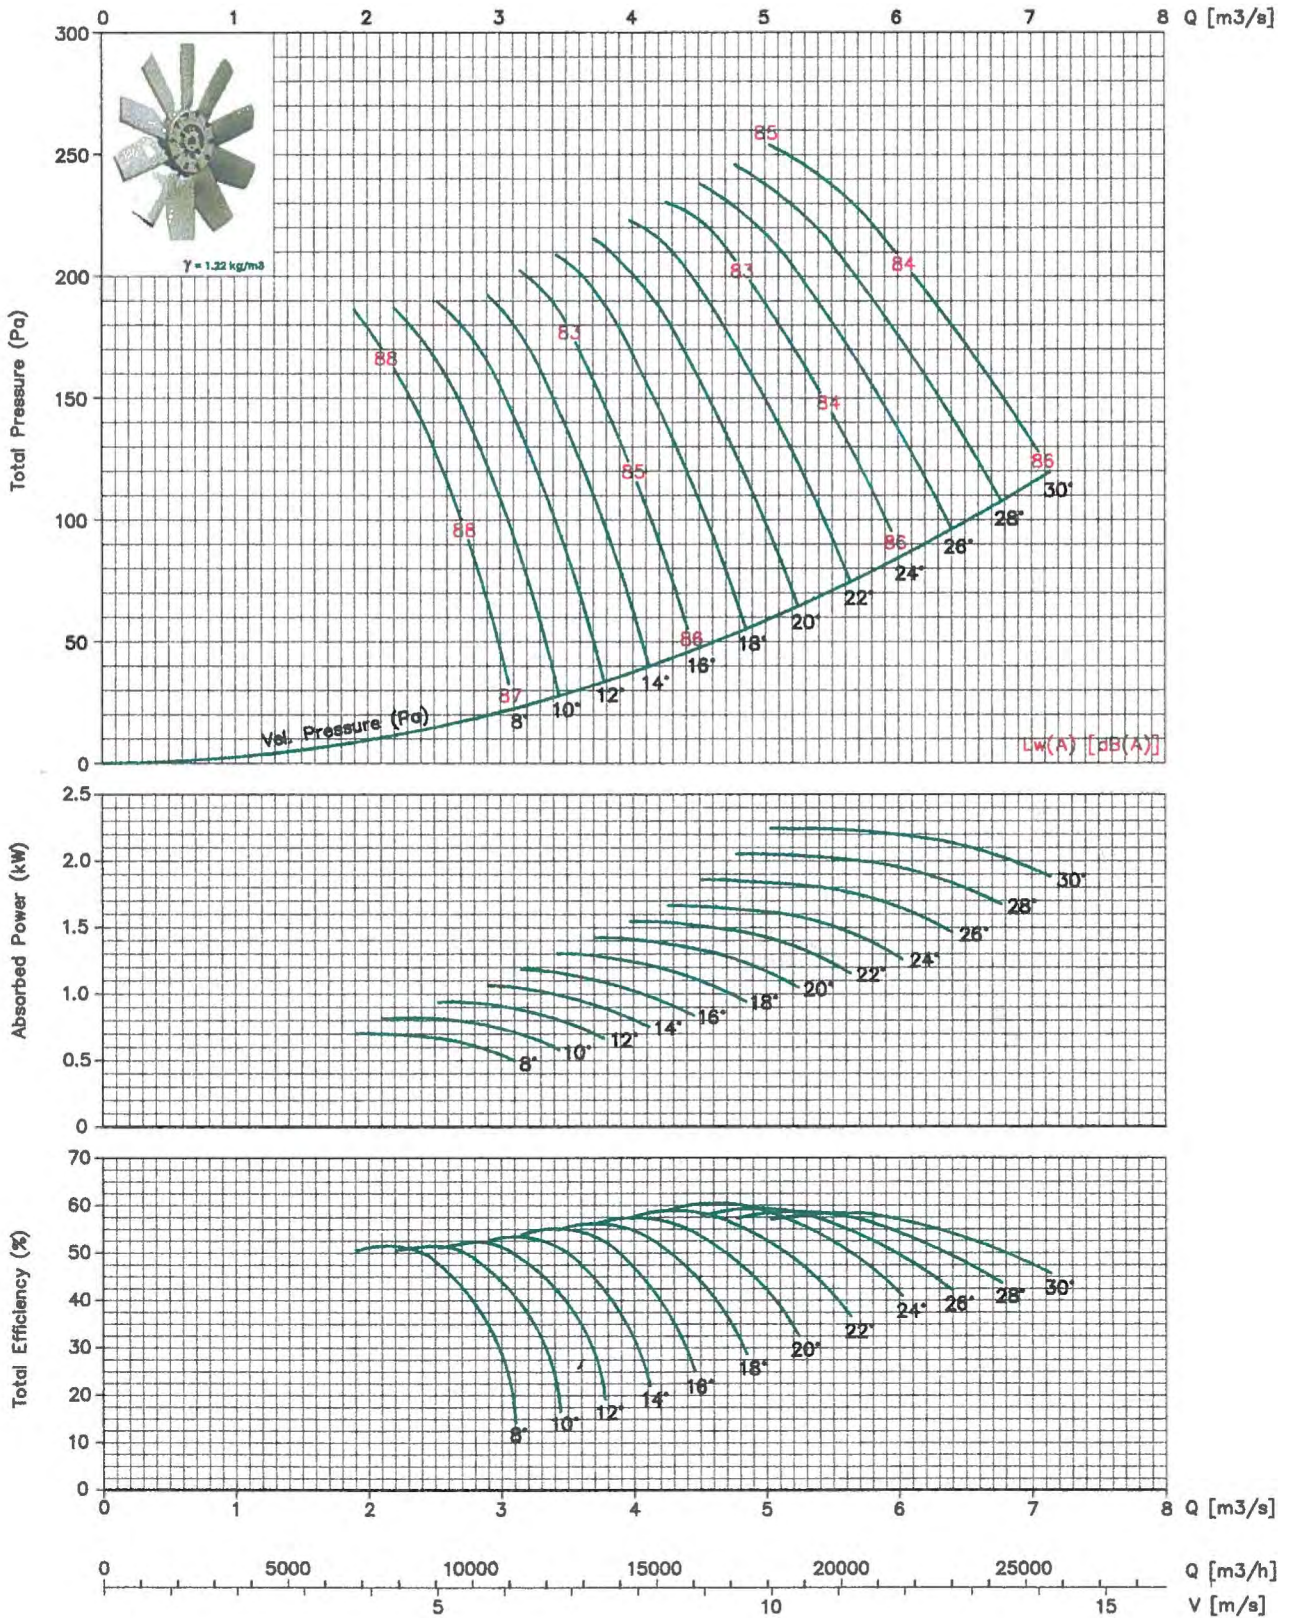 0 1 2 3 4 5 6 7 8 Q [m3/s]
300
250
200
150
100
50
0
Total Pressure (Pa)
γ = 1.22 kg/m3
85
84
83
83
84
88
88
85
86
86
86
87
Vel. Pressure (Pa)
8° 10° 12° 14° 16° 18° 20° 22° 24° 26° 28° 30°
Lw(A) [dB(A)]
2.5
2.0
1.5
1.0
0.5
0
Absorbed Power (kW)
8° 10° 12° 14° 16° 18° 20° 22° 24° 26° 28° 30°
70
60
50
40
30
20
10
0
Total Efficiency (%)
8° 10° 12° 14° 16° 18° 20° 22° 24° 26° 28° 30°
0 1 2 3 4 5 6 7 8 Q [m3/s]
0 5000 10000 15000 20000 25000 Q [m3/h]
5 10 15 V [m/s]